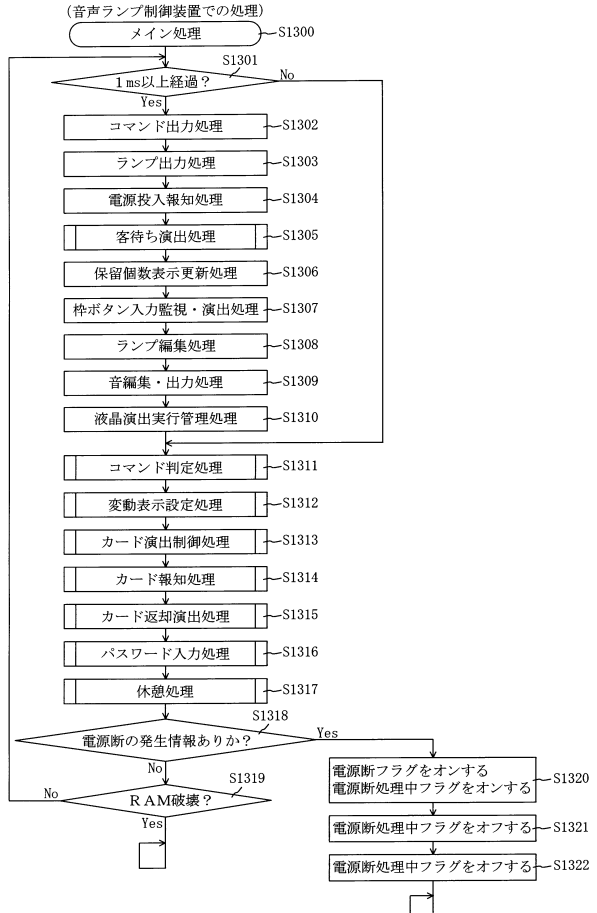 (音声ランプ制御装置での処理)
メイン処理
S1300
1ms以上経過?
S1301
No
Yes
コマンド出力処理
S1302
ランプ出力処理
S1303
電源投入報知処理
S1304
客待ち演出処理
S1305
保留個数表示更新処理
S1306
枠ボタン入力監視・演出処理
S1307
ランプ編集処理
S1308
音編集・出力処理
S1309
液晶演出実行管理処理
S1310
コマンド判定処理
S1311
変動表示設定処理
S1312
カード演出制御処理
S1313
カード報知処理
S1314
カード返却演出処理
S1315
パスワード入力処理
S1316
休憩処理
S1317
電源断の発生情報ありか?
S1318
Yes
No
RAM破壊?
S1319
No
Yes
電源断フラグをオンする
電源断処理中フラグをオンする
S1320
電源断処理中フラグをオフする
S1321
電源断処理中フラグをオフする
S1322